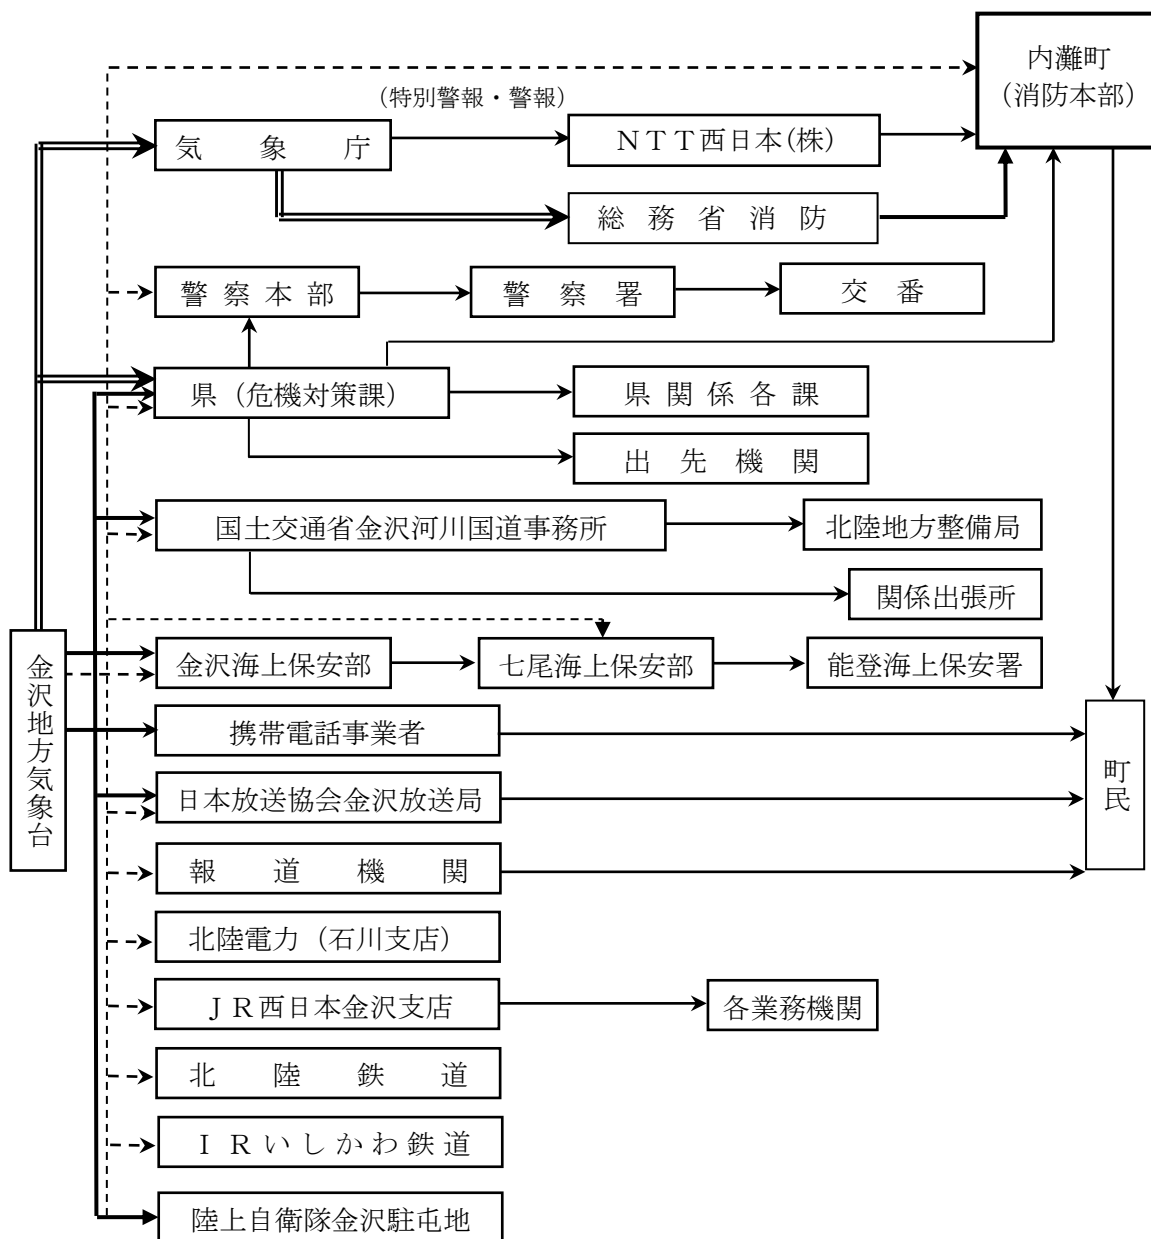 内灘町
（消防本部）
（特別警報・警報）
気象庁
ＮＴＴ西日本(株)
総務省消防
警察本部
警察署
交番
県（危機対策課）
県関係各課
出先機関
国土交通省金沢河川国道事務所
北陸地方整備局
関係出張所
金沢地方気象台
金沢海上保安部
七尾海上保安部
能登海上保安署
携帯電話事業者
町民
日本放送協会金沢放送局
報道機関
北陸電力（石川支店）
ＪＲ西日本金沢支店
各業務機関
北陸鉄道
ＩＲいしかわ鉄道
陸上自衛隊金沢駐屯地